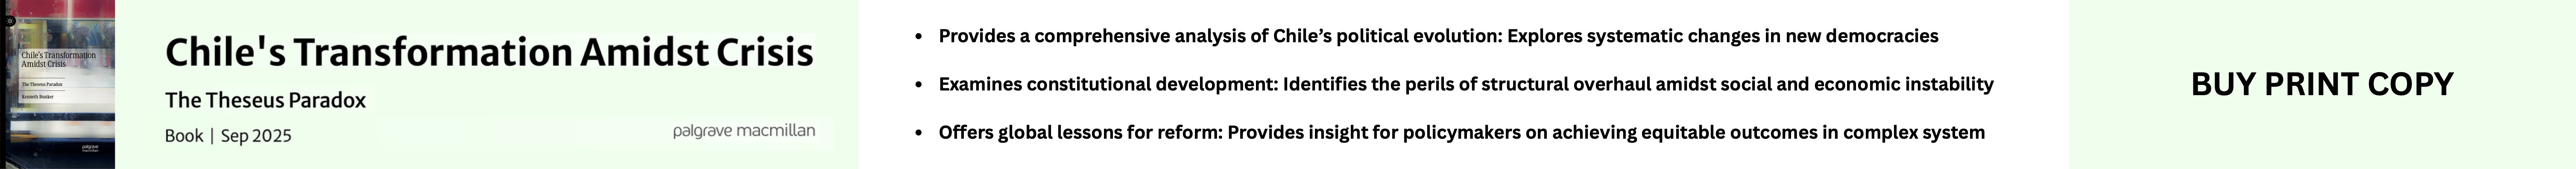 Chile's Transformation
Amidst Crisis
The Theseus Paradox
Kenneth Bunker
palgrave
macmillan
Chile's Transformation Amidst Crisis
The Theseus Paradox
Book | Sep 2025
palgrave macmillan
• Provides a comprehensive analysis of Chile’s political evolution: Explores systematic changes in new democracies
• Examines constitutional development: Identifies the perils of structural overhaul amidst social and economic instability
• Offers global lessons for reform: Provides insight for policymakers on achieving equitable outcomes in complex system
BUY PRINT COPY